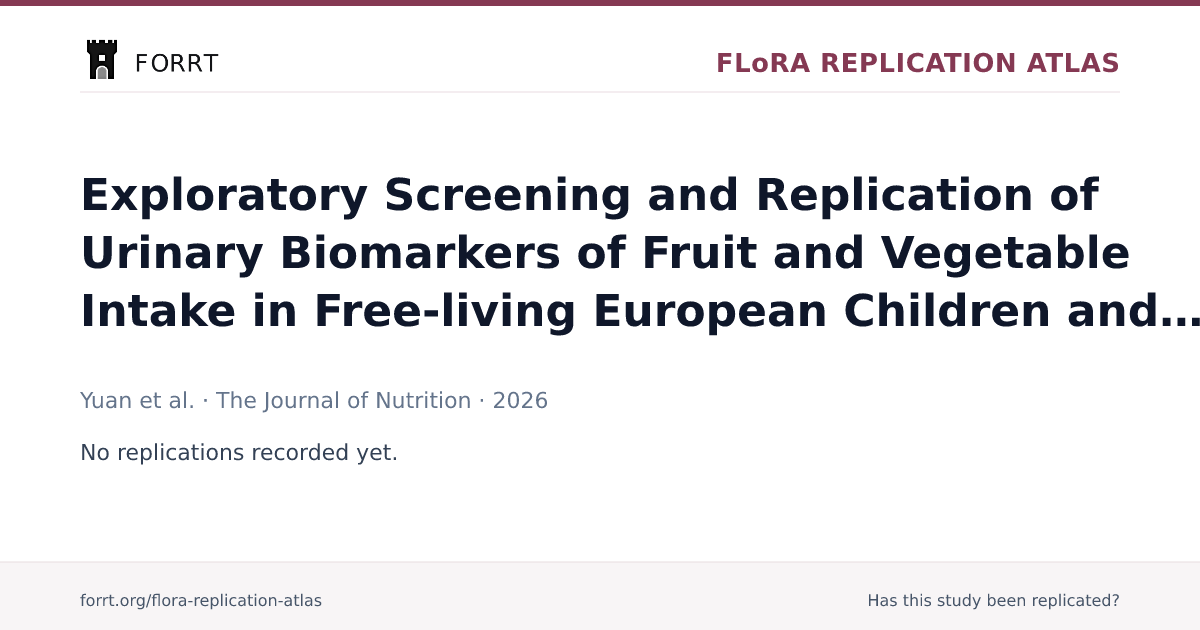 FORRT
FLoRA REPLICATION ATLAS
Exploratory Screening and Replication of
Urinary Biomarkers of Fruit and Vegetable
Intake in Free-living European Children and…
Yuan et al. · The Journal of Nutrition · 2026
No replications recorded yet.
forrt.org/flora-replication-atlas
Has this study been replicated?